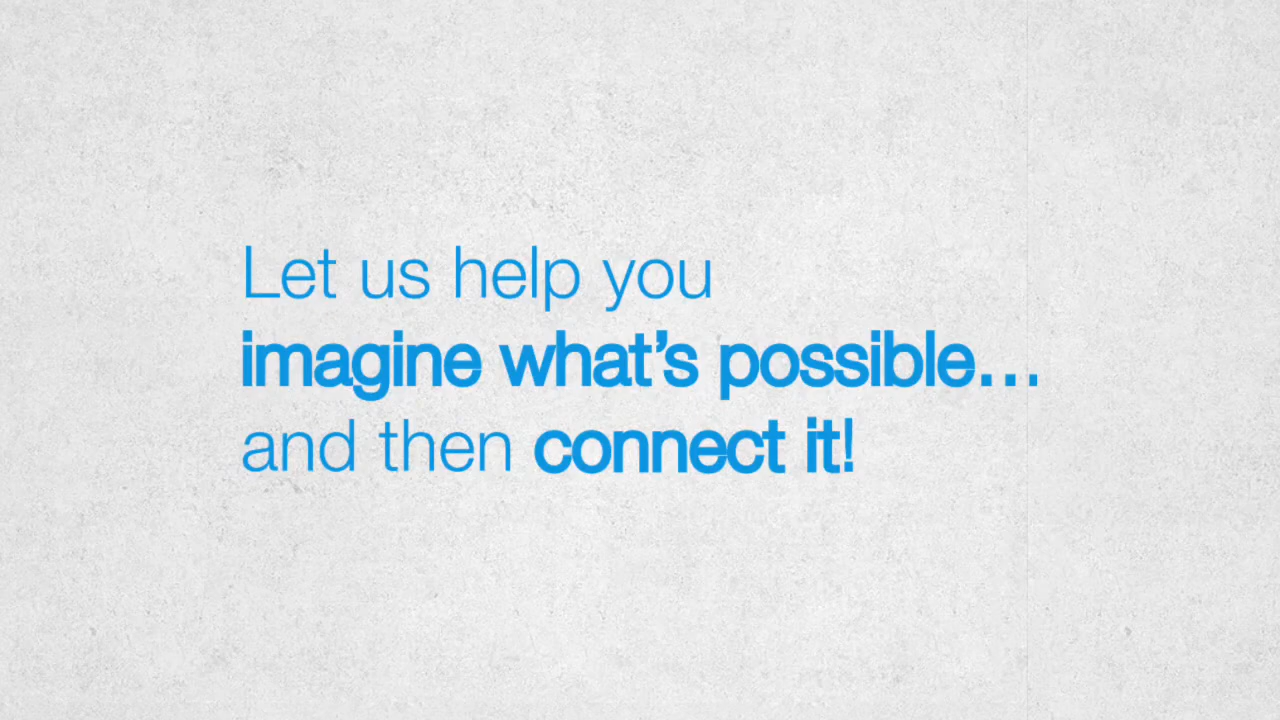 Let us help you
imagine what’s possible…
and then connect it!